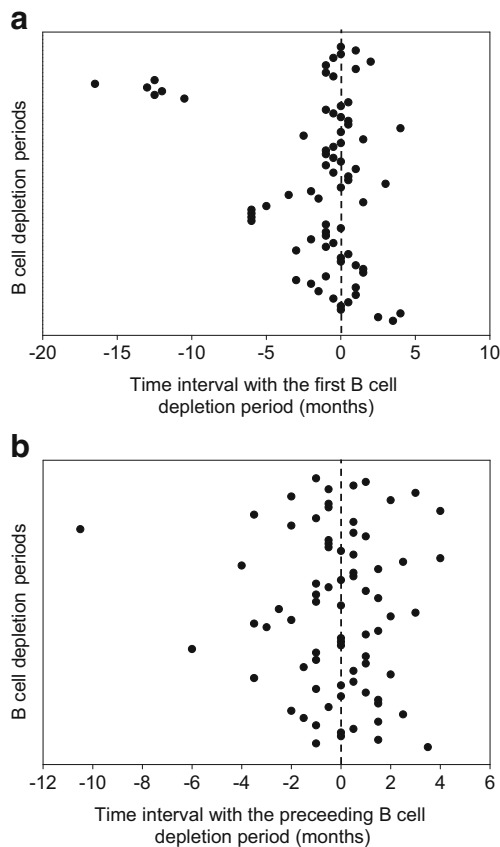 a
B cell depletion periods
-20 -15 -10 -5 0 5 10
Time interval with the first B cell
depletion period (months)
b
B cell depletion periods
-12 -10 -8 -6 -4 -2 0 2 4 6
Time interval with the preceeding B cell
depletion period (months)